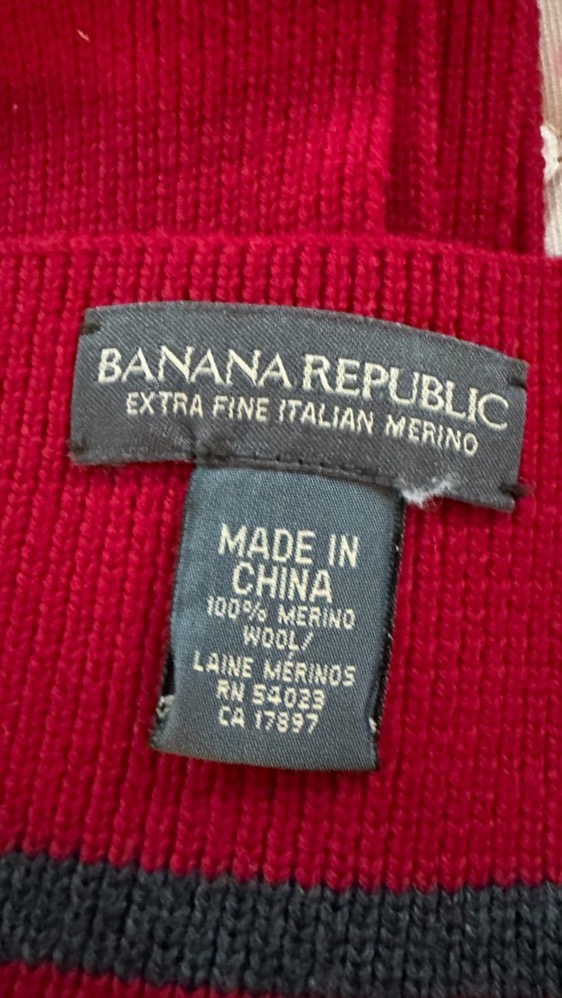 BANANA REPUBLIC
EXTRA FINE ITALIAN MERINO
MADE IN
CHINA
100% MERINO
WOOL/
LAINE MÉRINOS
RN 54023
CA 17897